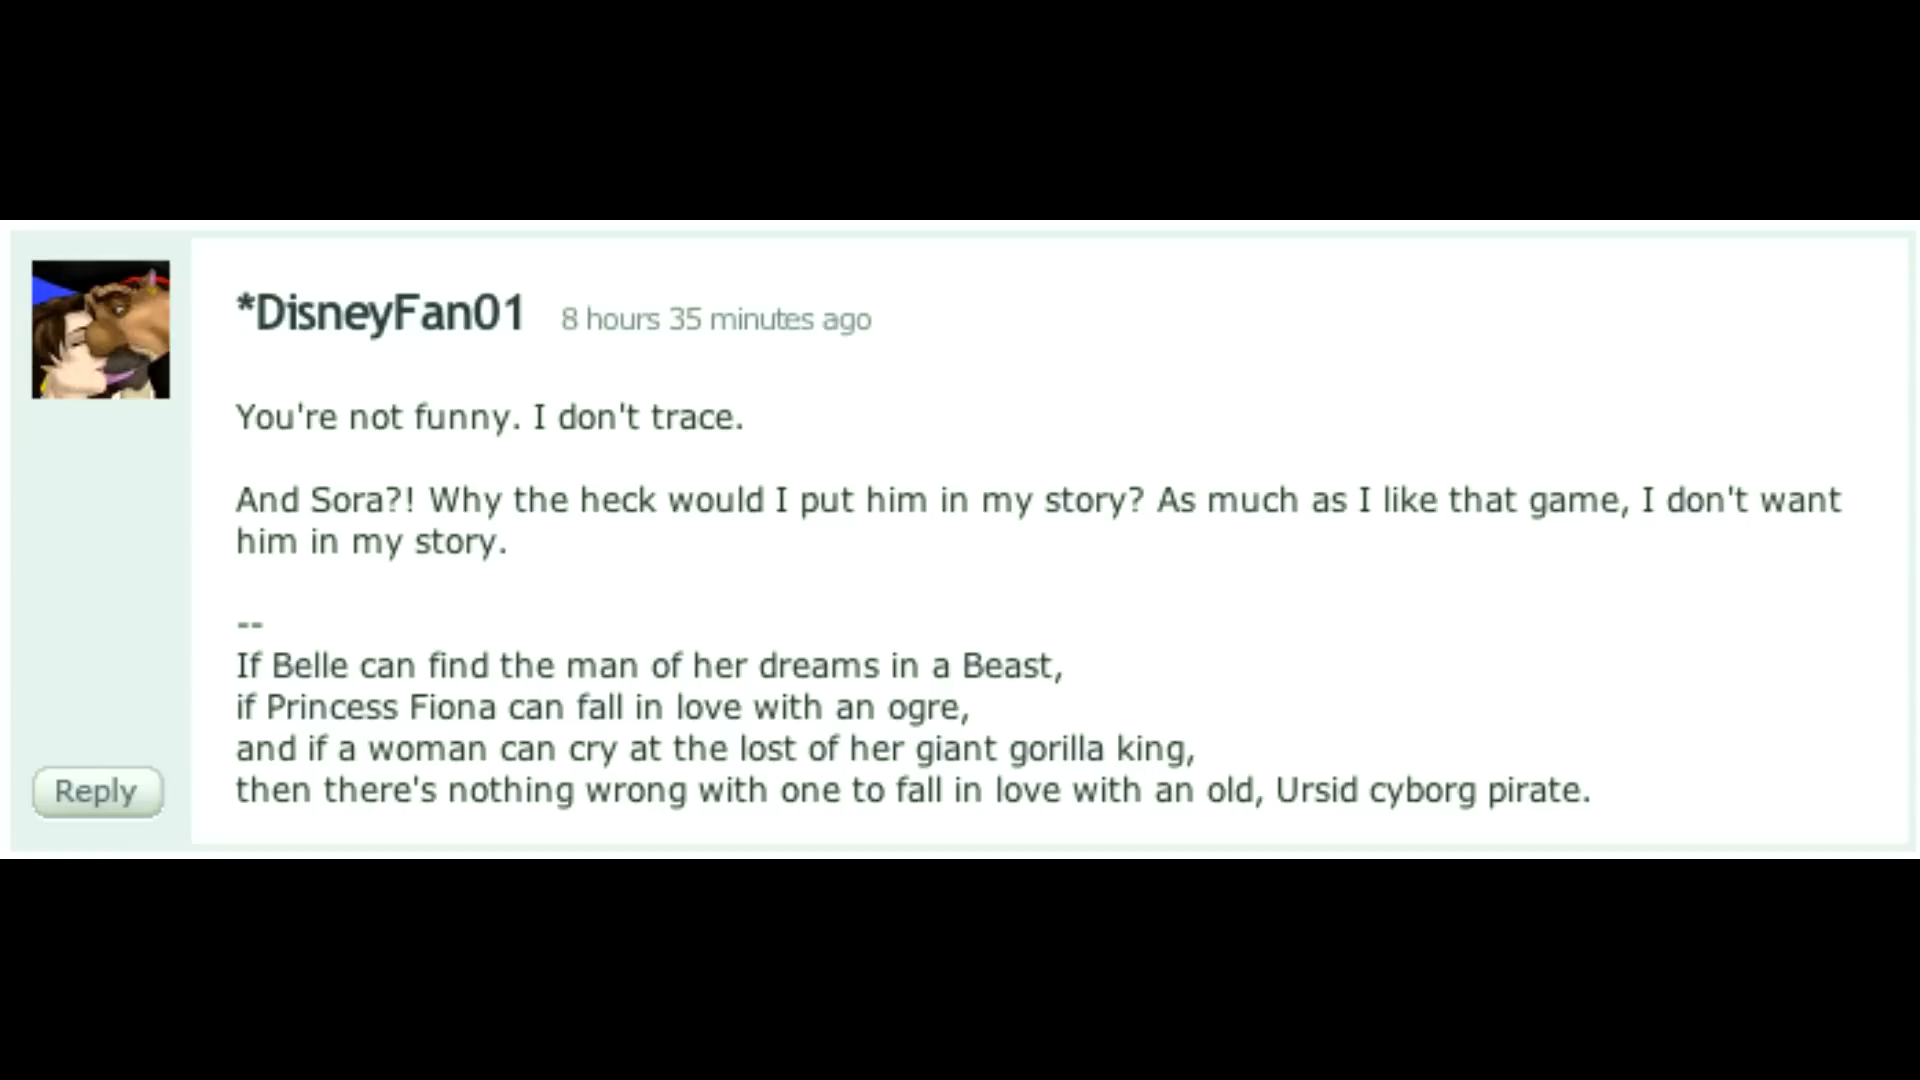 *DisneyFan01 8 hours 35 minutes ago
You're not funny. I don't trace.
And Sora?! Why the heck would I put him in my story? As much as I like that game, I don't want
him in my story.
--
If Belle can find the man of her dreams in a Beast,
if Princess Fiona can fall in love with an ogre,
and if a woman can cry at the lost of her giant gorilla king,
then there's nothing wrong with one to fall in love with an old, Ursid cyborg pirate.
Reply